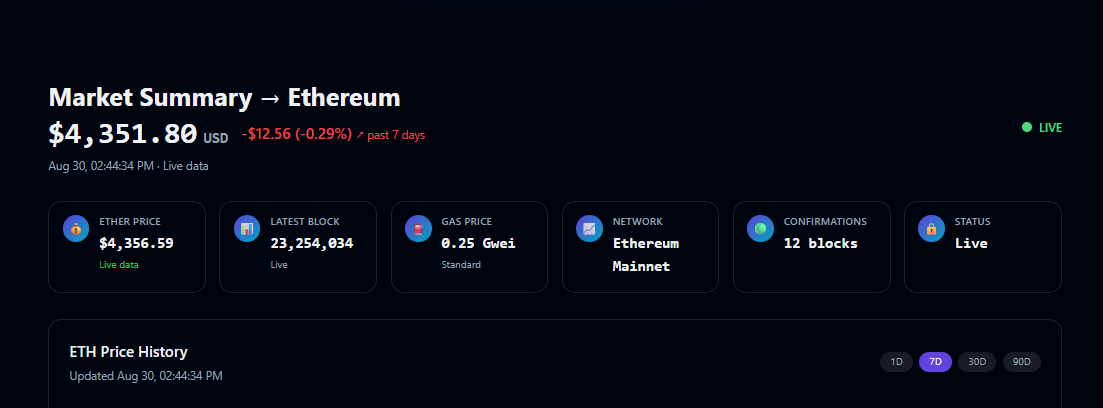 Market Summary → Ethereum
$4,351.80 USD -$12.56 (-0.29%) ↗ past 7 days
LIVE
Aug 30, 02:44:34 PM · Live data
ETHER PRICE
$4,356.59
Live data
LATEST BLOCK
23,254,034
Live
GAS PRICE
0.25 Gwei
Standard
NETWORK
Ethereum
Mainnet
CONFIRMATIONS
12 blocks
STATUS
Live
ETH Price History
Updated Aug 30, 02:44:34 PM
1D 7D 30D 90D